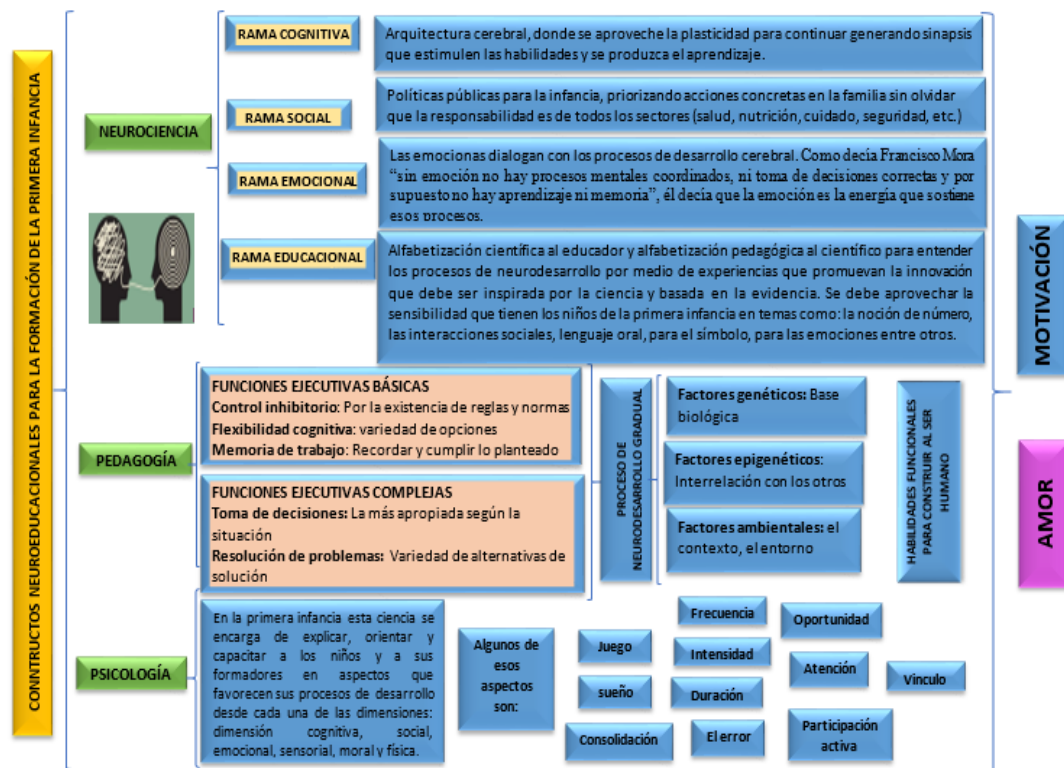 CONNTRUCTOS NEUROEDUCACIONALES PARA LA FORMACIÓN DE LA PRIMERA INFANCIA
NEUROCIENCIA
RAMA COGNITIVA
Arquitectura cerebral, donde se aproveche la plasticidad para continuar generando sinapsis
que estimulen las habilidades y se produzca el aprendizaje.
RAMA SOCIAL
Políticas públicas para la infancia, priorizando acciones concretas en la familia sin olvidar
que la responsabilidad es de todos los sectores (salud, nutrición, cuidado, seguridad, etc.)
RAMA EMOCIONAL
Las emocionas dialogan con los procesos de desarrollo cerebral. Como decía Francisco Mora
“sin emoción no hay procesos mentales coordinados, ni toma de decisiones correctas y por
supuesto no hay aprendizaje ni memoria”, él decía que la emoción es la energía que sostiene
esos procesos.
RAMA EDUCACIONAL
Alfabetización científica al educador y alfabetización pedagógica al científico para entender
los procesos de neurodesarrollo por medio de experiencias que promuevan la innovación
que debe ser inspirada por la ciencia y basada en la evidencia. Se debe aprovechar la
sensibilidad que tienen los niños de la primera infancia en temas como: la noción de número,
las interacciones sociales, lenguaje oral, para el símbolo, para las emociones entre otros.
PEDAGOGÍA
FUNCIONES EJECUTIVAS BÁSICAS
Control inhibitorio: Por la existencia de reglas y normas
Flexibilidad cognitiva: variedad de opciones
Memoria de trabajo: Recordar y cumplir lo planteado
FUNCIONES EJECUTIVAS COMPLEJAS
Toma de decisiones: La más apropiada según la
situación
Resolución de problemas: Variedad de alternativas de
solución
PROCESO DE
NEURODESARROLLO GRADUAL
Factores genéticos: Base
biológica
Factores epigenéticos:
Interrelación con los otros
Factores ambientales: el
contexto, el entorno
HABILIDADES FUNCIONALES
PARA CONSTRUIR AL SER
HUMANO
PSICOLOGÍA
En la primera infancia esta ciencia se
encarga de explicar, orientar y
capacitar a los niños y a sus
formadores en aspectos que
favorecen sus procesos de desarrollo
desde cada una de las dimensiones:
dimensión cognitiva, social,
emocional, sensorial, moral y física.
Algunos de
esos
aspectos
son:
Juego
sueño
Consolidación
Frecuencia
Intensidad
Duración
El error
Oportunidad
Atención
Participación
activa
Vínculo
MOTIVACIÓN
AMOR